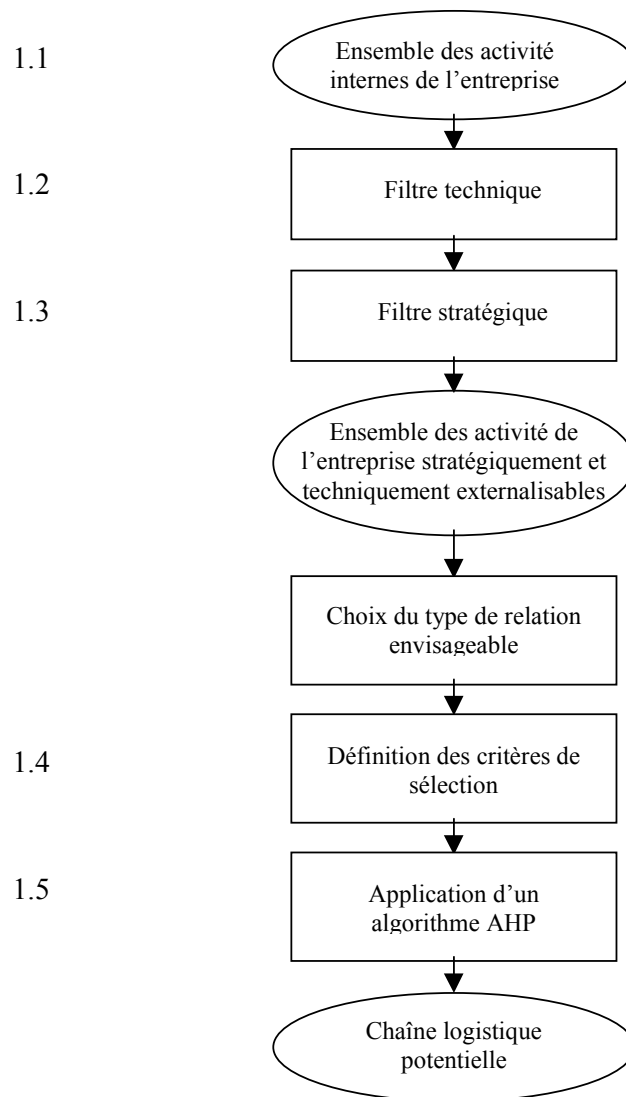 1.1
Ensemble des activité
internes de l’entreprise
1.2
Filtre technique
1.3
Filtre stratégique
Ensemble des activité de
l’entreprise stratégiquement et
techniquement externalisables
Choix du type de relation
envisageable
1.4
Définition des critères de
sélection
1.5
Application d’un
algorithme AHP
Chaîne logistique
potentielle